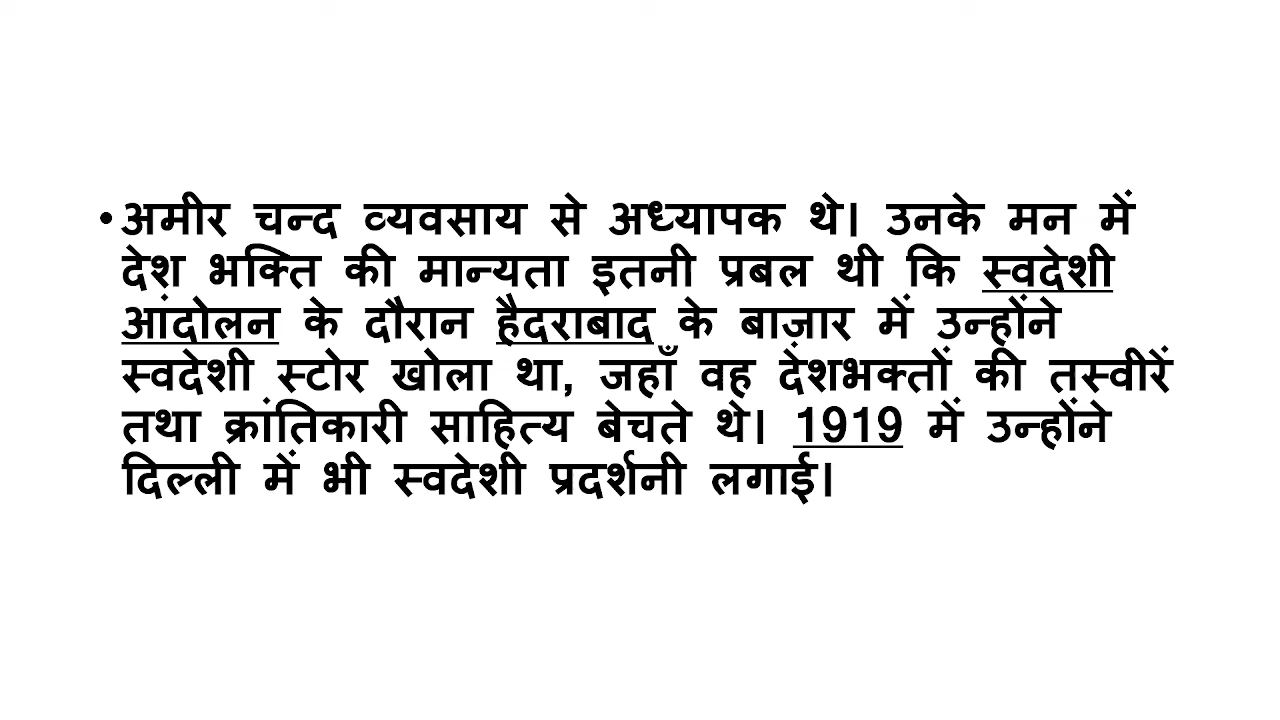 •अमीर चन्द व्यवसाय से अध्यापक थे। उनके मन में
देश भक्ति की मान्यता इतनी प्रबल थी कि स्वदेशी
आंदोलन के दौरान हैदराबाद के बाज़ार में उन्होंने
स्वदेशी स्टोर खोला था, जहाँ वह देशभक्तों की तस्वीरें
तथा क्रांतिकारी साहित्य बेचते थे। 1919 में उन्होंने
दिल्ली में भी स्वदेशी प्रदर्शनी लगाई।